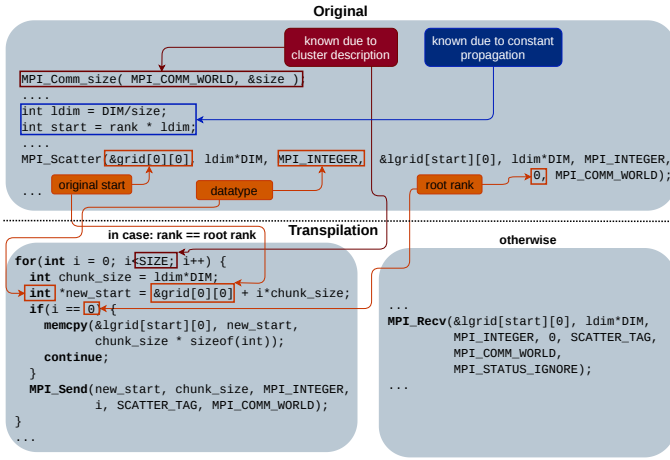 Original
known due to
cluster description
known due to constant
propagation
MPI_Comm_size( MPI_COMM_WORLD, &size );
....
int ldim = DIM/size;
int start = rank * ldim;
....
MPI_Scatter(&grid[0][0], ldim*DIM, MPI_INTEGER, &lgrid[start][0], ldim*DIM, MPI_INTEGER,
0, MPI_COMM_WORLD);
...
original start
datatype
root rank
Transpilation
in case: rank == root rank
otherwise
for(int i = 0; i<SIZE; i++) {
int chunk_size = ldim*DIM;
int *new_start = &grid[0][0] + i*chunk_size;
if(i == 0) {
memcpy(&lgrid[start][0], new_start,
chunk_size * sizeof(int));
continue;
}
MPI_Send(new_start, chunk_size, MPI_INTEGER,
i, SCATTER_TAG, MPI_COMM_WORLD);
}
...
...
MPI_Recv(&lgrid[start][0], ldim*DIM,
MPI_INTEGER, 0, SCATTER_TAG,
MPI_COMM_WORLD,
MPI_STATUS_IGNORE);
...